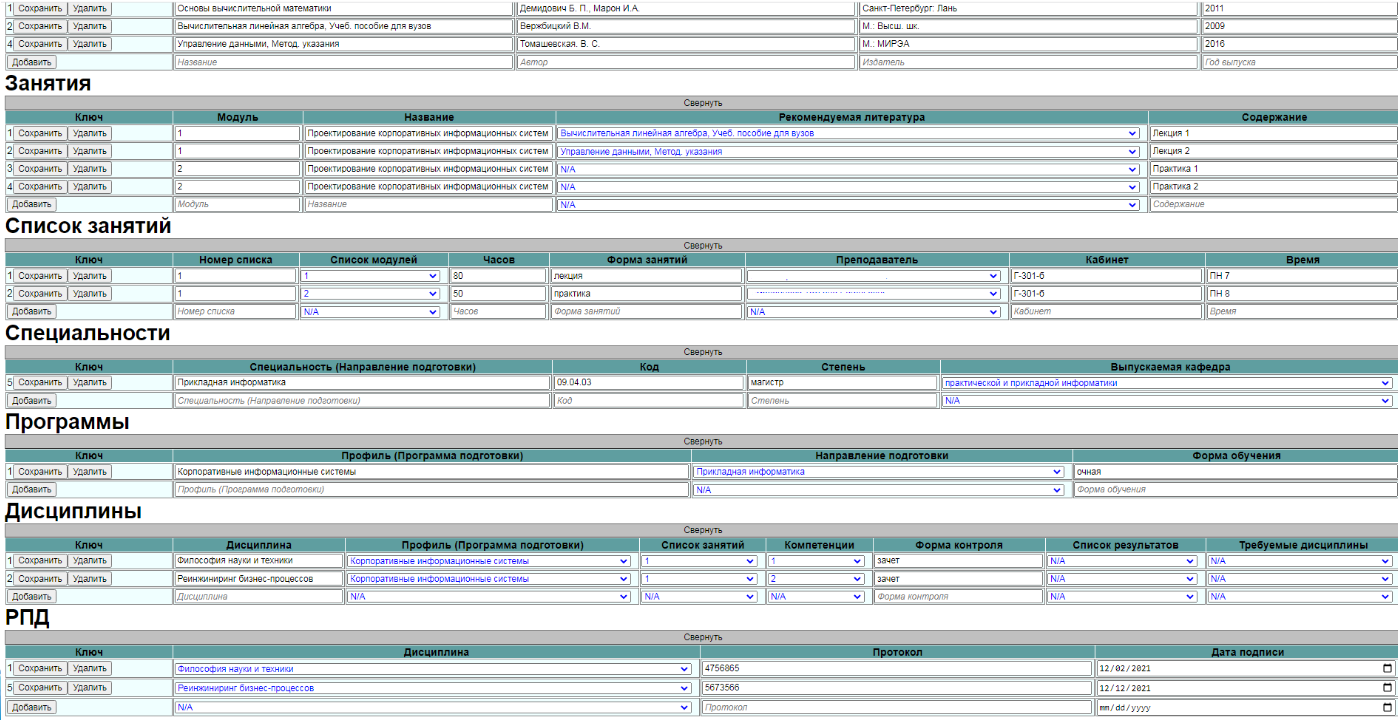 1 Сохранить Удалить Основы вычислительной математики Демидович Б. П., Марон И.А. Санкт-Петербург: Лань 2011
2 Сохранить Удалить Вычислительная линейная алгебра, Учеб. пособие для вузов Вержбицкий В.М. М.: Высш. шк. 2009
4 Сохранить Удалить Управление данными, Метод. указания Томашевская. В. С. М.: МИРЭА 2016
Добавить Название Автор Издатель Год выпуска
Занятия
Свернуть
Ключ Модуль Название Рекомендуемая литература Содержание
1 Сохранить Удалить 1 Проектирование корпоративных информационных систем Вычислительная линейная алгебра, Учеб. пособие для вузов Лекция 1
2 Сохранить Удалить 1 Проектирование корпоративных информационных систем Управление данными, Метод. указания Лекция 2
3 Сохранить Удалить 2 Проектирование корпоративных информационных систем N/A Практика 1
4 Сохранить Удалить 2 Проектирование корпоративных информационных систем N/A Практика 2
Добавить Модуль Название N/A Содержание
Список занятий
Свернуть
Ключ Номер списка Список модулей Часов Форма занятий Преподаватель Кабинет Время
1 Сохранить Удалить 1 1 80 лекция Г-301-б ПН 7
2 Сохранить Удалить 1 2 50 практика Г-301-б ПН 8
Добавить Номер списка N/A Часов Форма занятий N/A Кабинет Время
Специальности
Свернуть
Ключ Специальность (Направление подготовки) Код Степень Выпускаемая кафедра
5 Сохранить Удалить Прикладная информатика 09.04.03 магистр практической и прикладной информатики
Добавить Специальность (Направление подготовки) Код Степень N/A
Программы
Свернуть
Ключ Профиль (Программа подготовки) Направление подготовки Форма обучения
1 Сохранить Удалить Корпоративные информационные системы Прикладная информатика очная
Добавить Профиль (Программа подготовки) N/A Форма обучения
Дисциплины
Свернуть
Ключ Дисциплина Профиль (Программа подготовки) Список занятий Компетенции Форма контроля Список результатов Требуемые дисциплины
1 Сохранить Удалить Философия науки и техники Корпоративные информационные системы 1 1 зачет N/A N/A
2 Сохранить Удалить Реинжиниринг бизнес-процессов Корпоративные информационные системы 1 2 зачет N/A N/A
Добавить Дисциплина N/A N/A N/A Форма контроля N/A N/A
РПД
Свернуть
Ключ Дисциплина Протокол Дата подписи
1 Сохранить Удалить Философия науки и техники 4756865 12/02/2021
5 Сохранить Удалить Реинжиниринг бизнес-процессов 5673566 12/12/2021
Добавить N/A Протокол mm/dd/yyyy